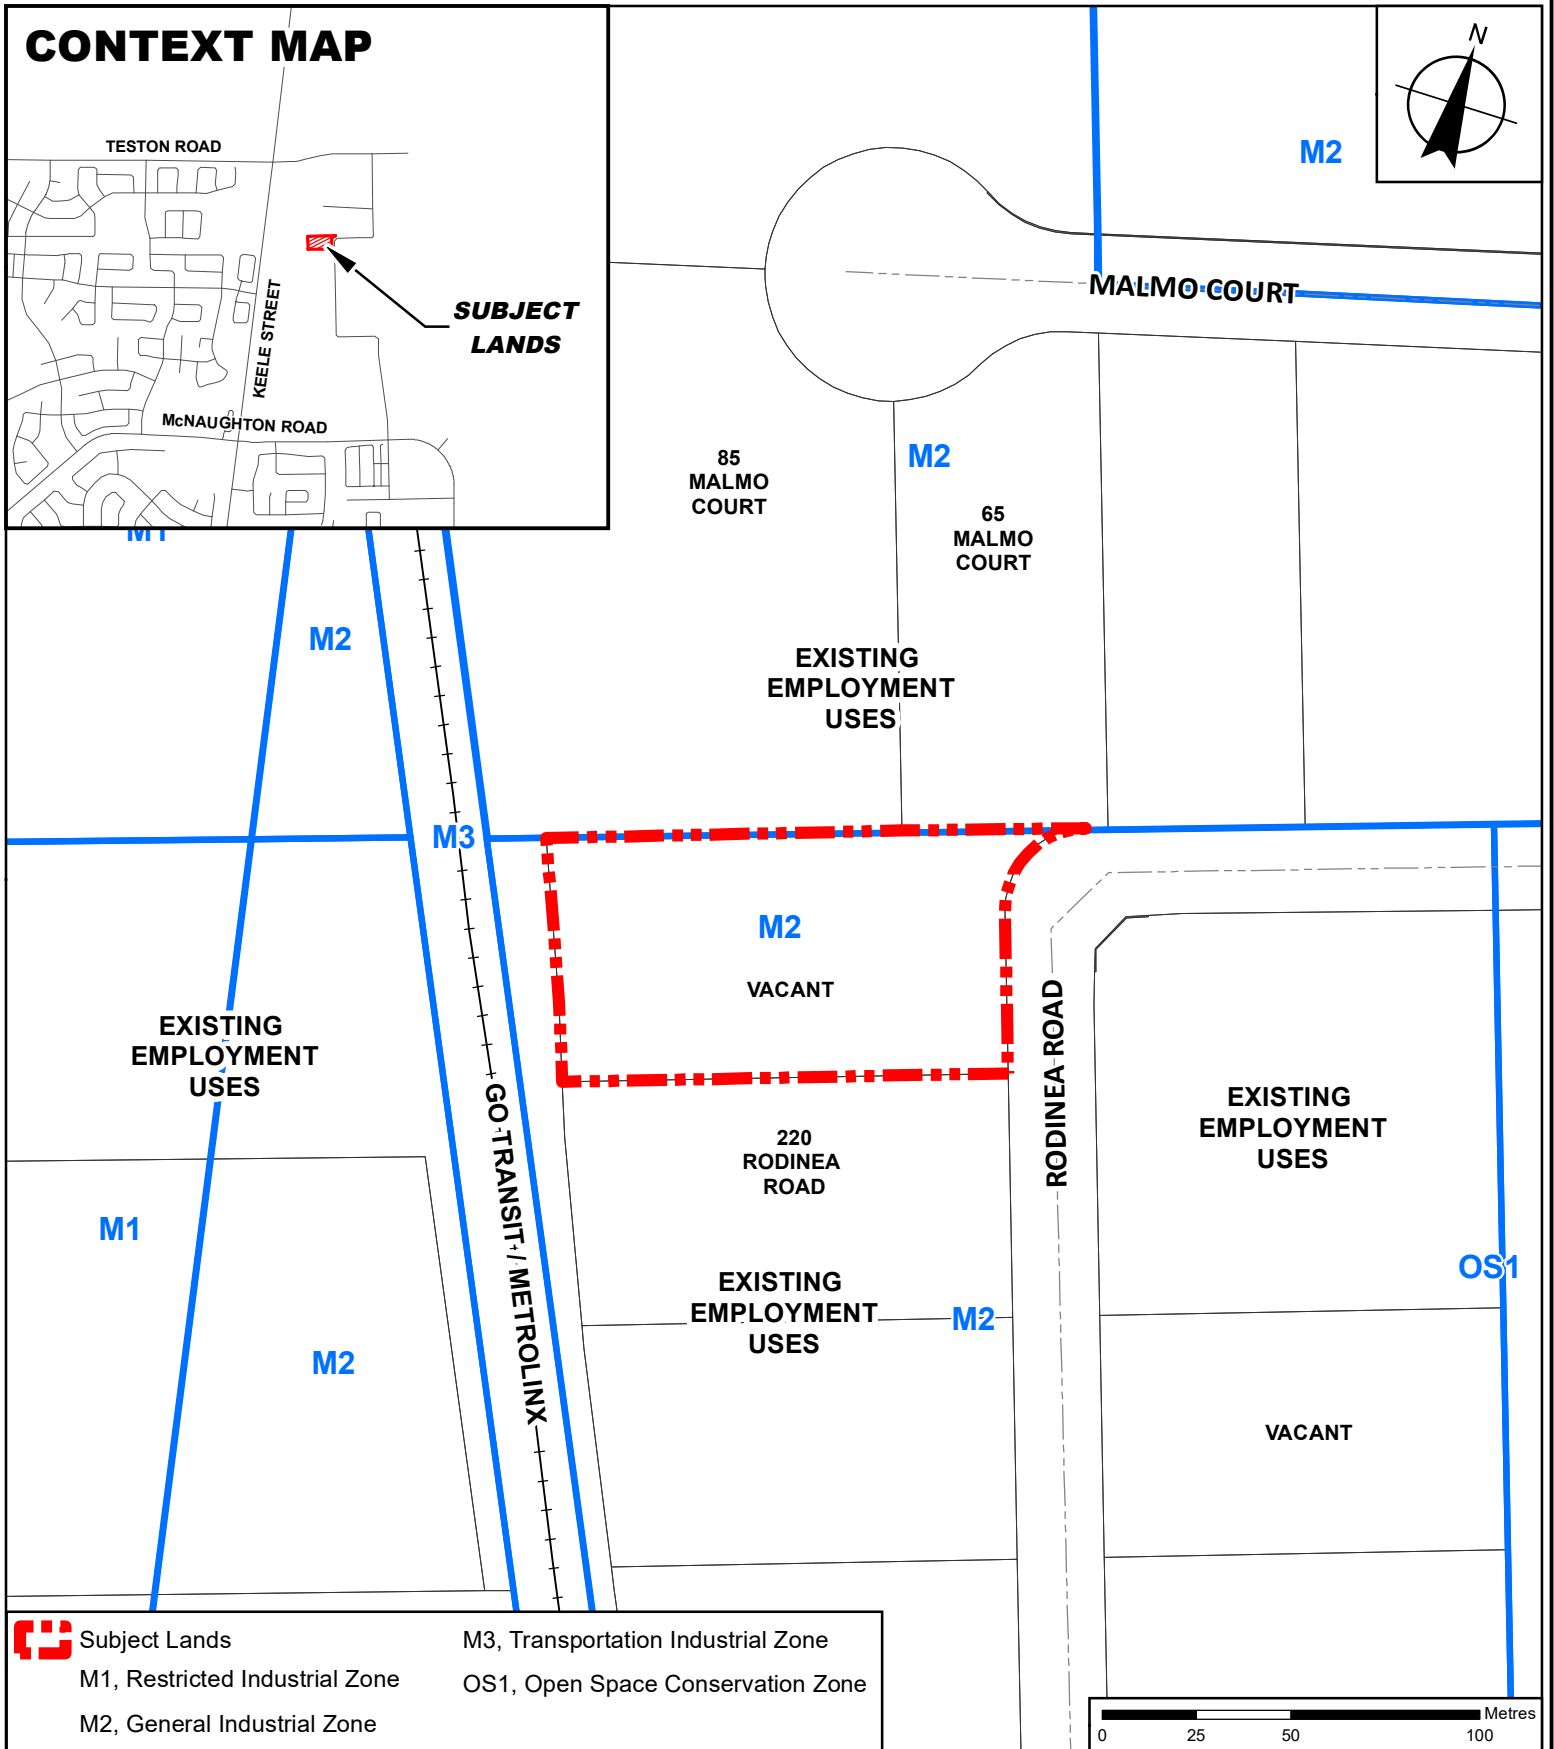 CONTEXT MAP
TESTON ROAD
KEELE STREET
SUBJECT
LANDS
McNAUGHTON ROAD
N
M2
MALMO COURT
85
MALMO
COURT
M2
65
MALMO
COURT
M1
M2
EXISTING
EMPLOYMENT
USES
M3
M2
VACANT
EXISTING
EMPLOYMENT
USES
GO TRANSIT / METROLINX
RODINEA ROAD
220
RODINEA
ROAD
EXISTING
EMPLOYMENT
USES
M1
OS1
EXISTING
EMPLOYMENT
USES
M2
M2
VACANT
Subject Lands
M1, Restricted Industrial Zone
M2, General Industrial Zone
M3, Transportation Industrial Zone
OS1, Open Space Conservation Zone
Metres
0 25 50 100